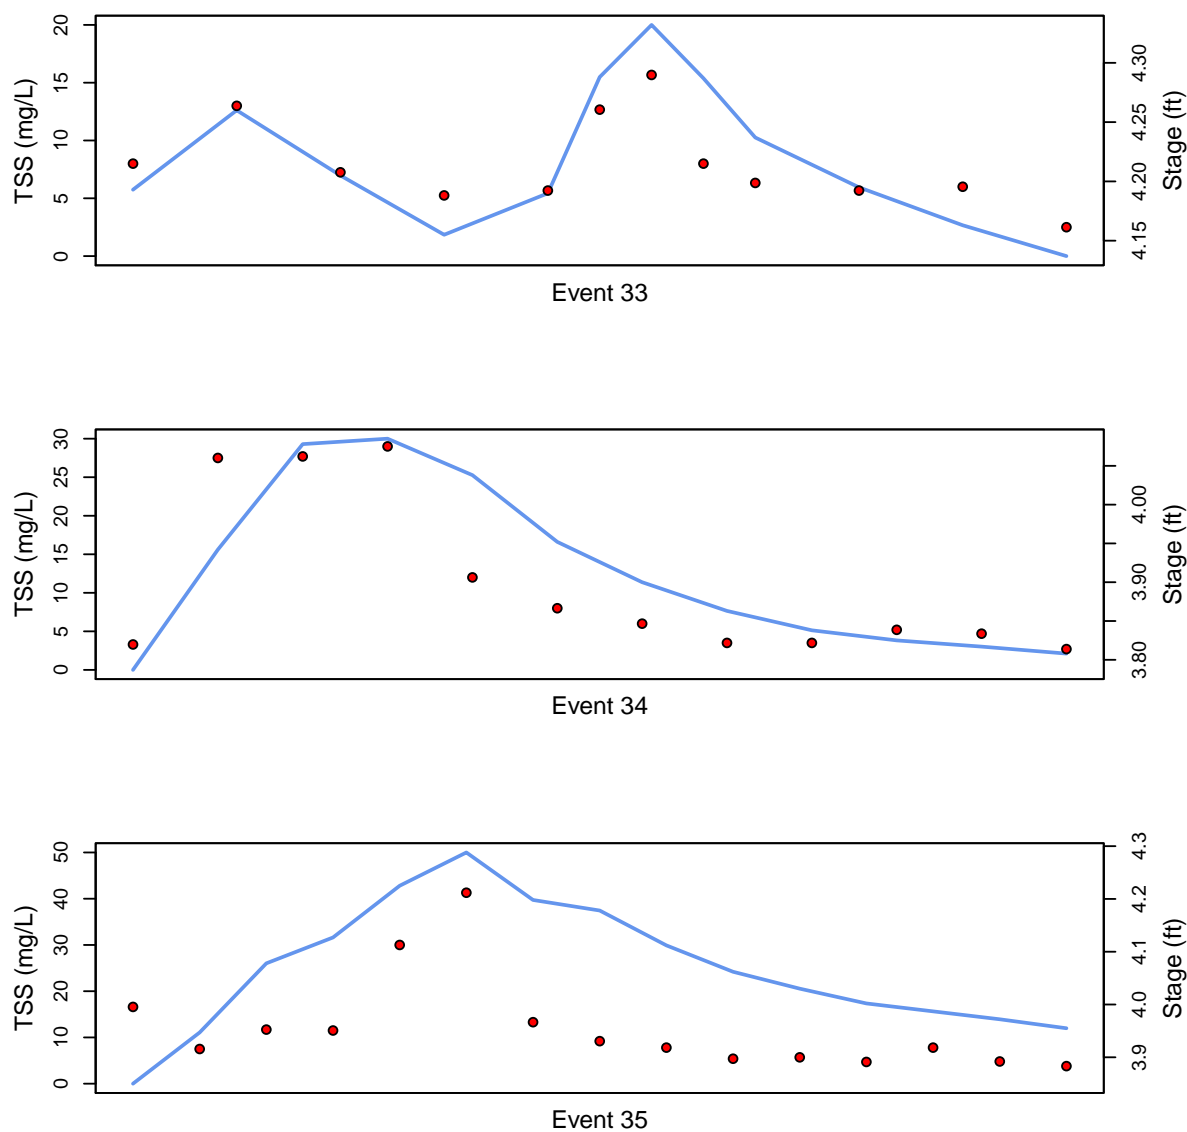 TSS (mg/L)
0 5 10 15 20
4.15 4.20 4.25 4.30
Stage (ft)
Event 33
TSS (mg/L)
0 5 10 15 20 25 30
3.80 3.90 4.00
Stage (ft)
Event 34
TSS (mg/L)
0 10 20 30 40 50
3.9 4.0 4.1 4.2 4.3
Stage (ft)
Event 35